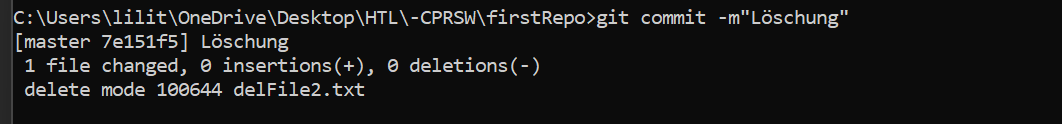 C:\Users\lilit\OneDrive\Desktop\HTL\-CPRSW\firstRepo>git commit -m"Löschung"
[master 7e151f5] Löschung
 1 file changed, 0 insertions(+), 0 deletions(-)
 delete mode 100644 delFile2.txt